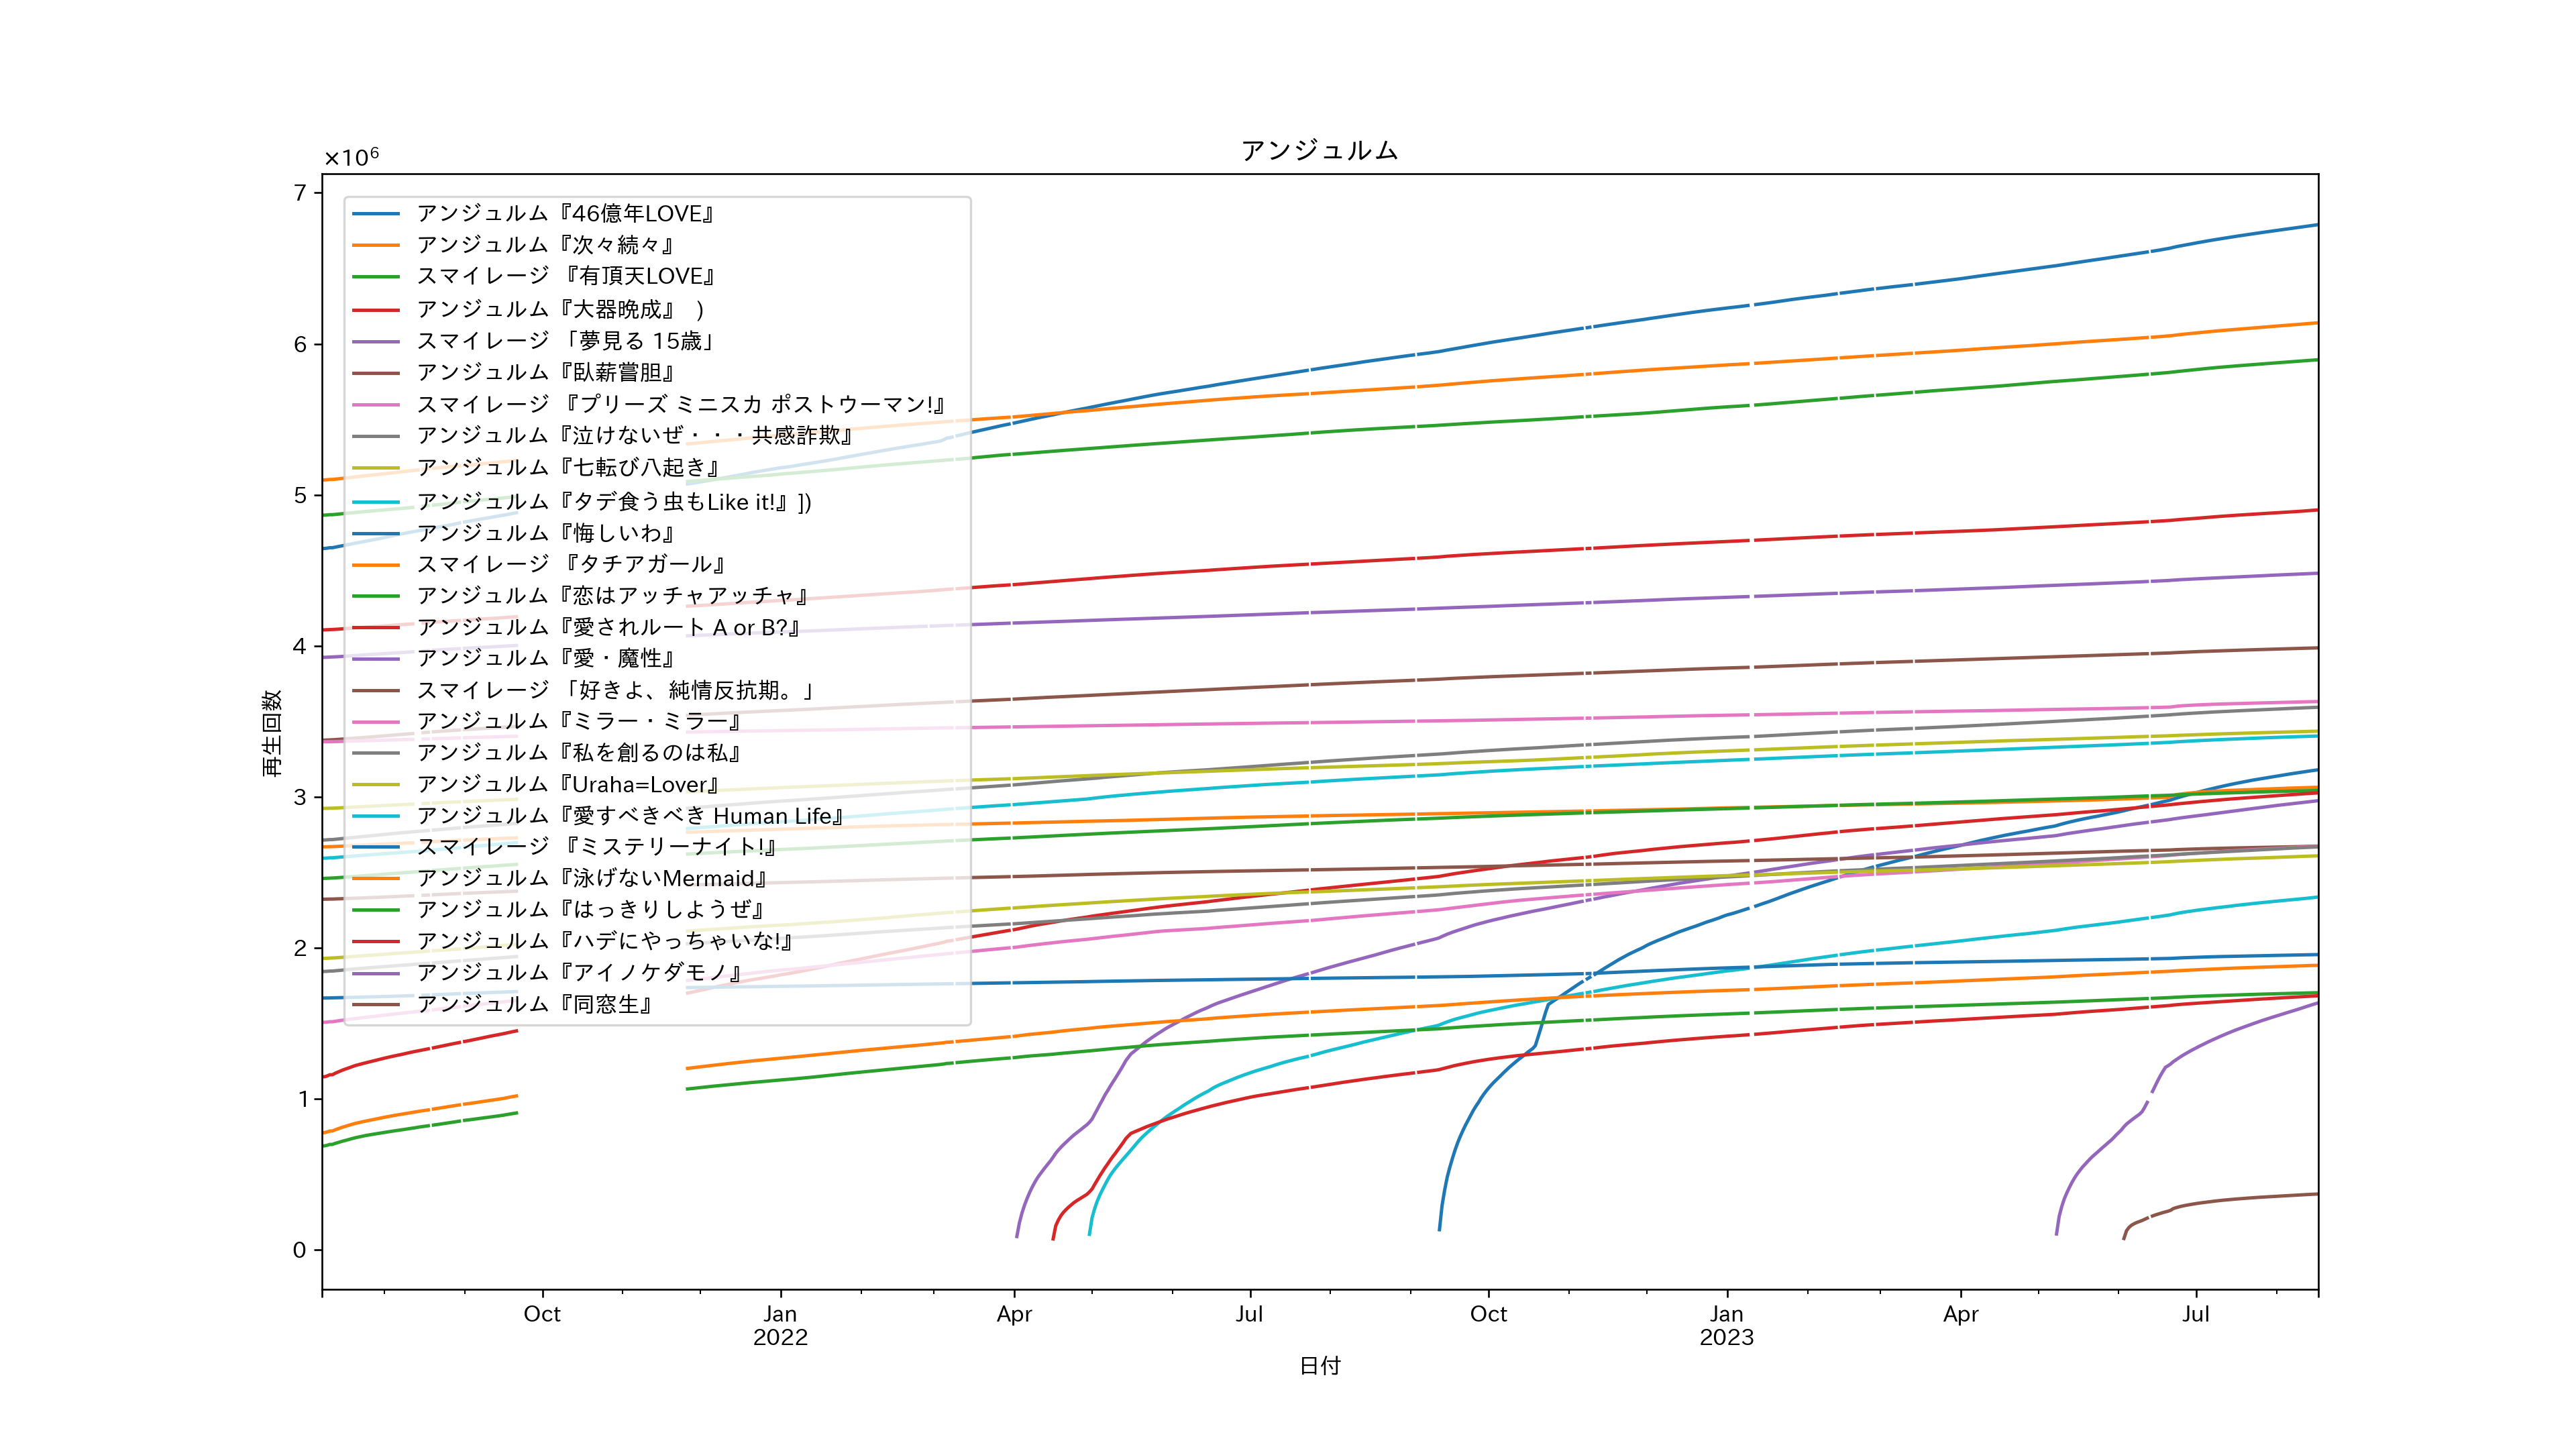 アンジュルム
×10⁶
7
6
5
4
3
2
1
0
再生回数
アンジュルム『46億年LOVE』
アンジュルム『次々続々』
スマイレージ 『有頂天LOVE』
アンジュルム『大器晩成』 )
スマイレージ 「夢見る 15歳」
アンジュルム『臥薪嘗胆』
スマイレージ 『プリーズ ミニスカ ポストウーマン!』
アンジュルム『泣けないぜ・・・共感詐欺』
アンジュルム『七転び八起き』
アンジュルム『タデ食う虫もLike it!』])
アンジュルム『悔しいわ』
スマイレージ 『タチアガール』
アンジュルム『恋はアッチャアッチャ』
アンジュルム『愛されルート A or B?』
アンジュルム『愛・魔性』
スマイレージ 「好きよ、純情反抗期。」
アンジュルム『ミラー・ミラー』
アンジュルム『私を創るのは私』
アンジュルム『Uraha=Lover』
アンジュルム『愛すべきべき Human Life』
スマイレージ 『ミステリーナイト!』
アンジュルム『泳げないMermaid』
アンジュルム『はっきりしようぜ』
アンジュルム『ハデにやっちゃいな!』
アンジュルム『アイノケダモノ』
アンジュルム『同窓生』
Oct Jan Apr Jul Oct Jan Apr Jul
2022 2023
日付